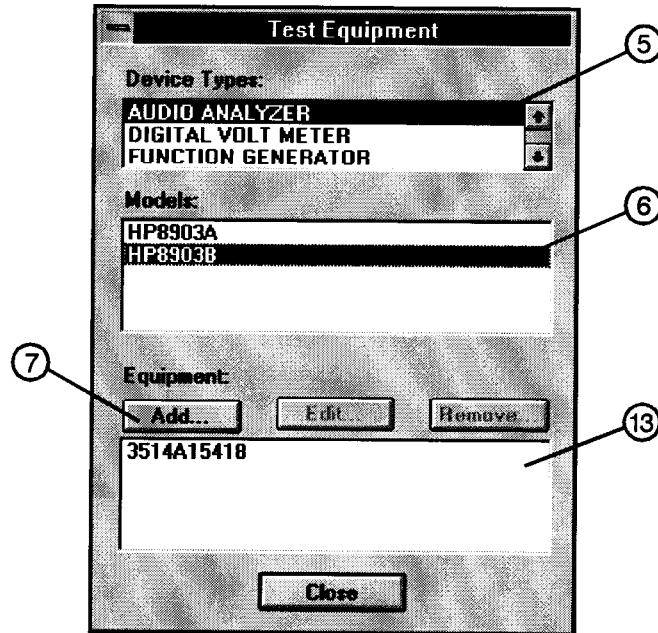 Test Equipment
5
Device Types:
AUDIO ANALYZER
DIGITAL VOLT METER
FUNCTION GENERATOR
Models:
6
HP8903A
HP8903B
7
Equipment:
Add... Edit... Remove...
13
3514A15418
Close